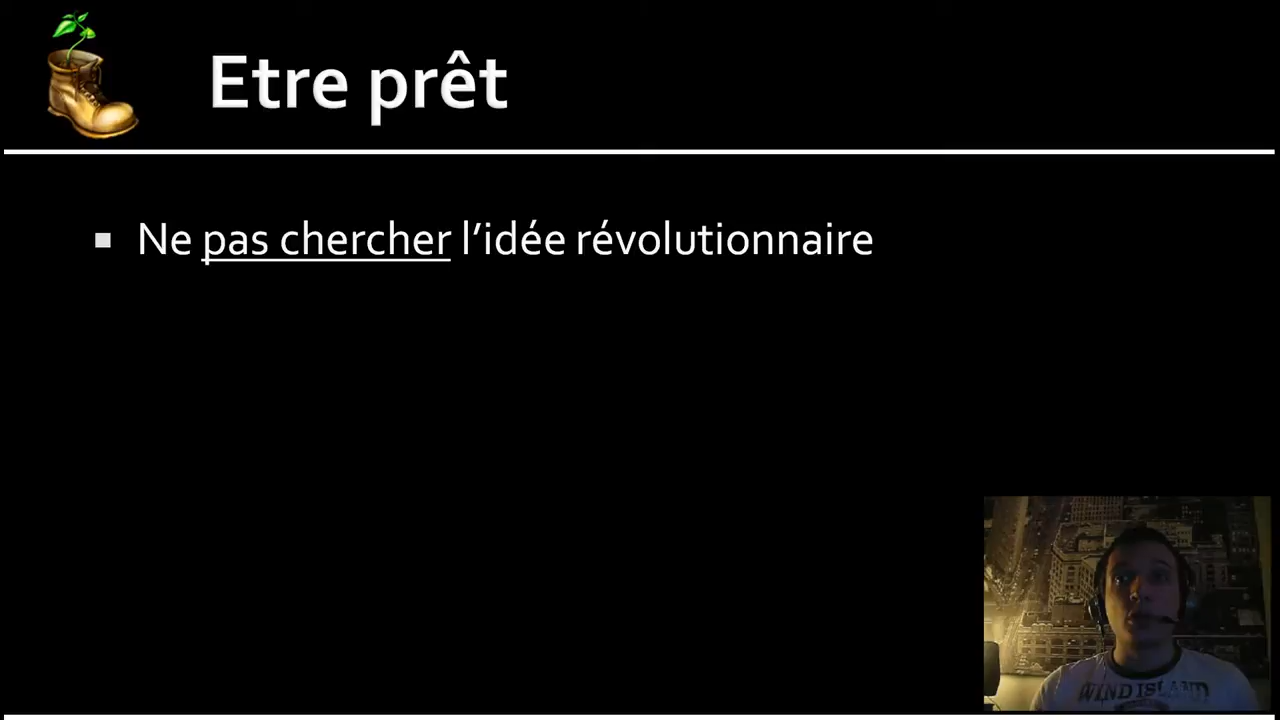 Etre prêt
Ne pas chercher l’idée révolutionnaire
WIND ISLAND